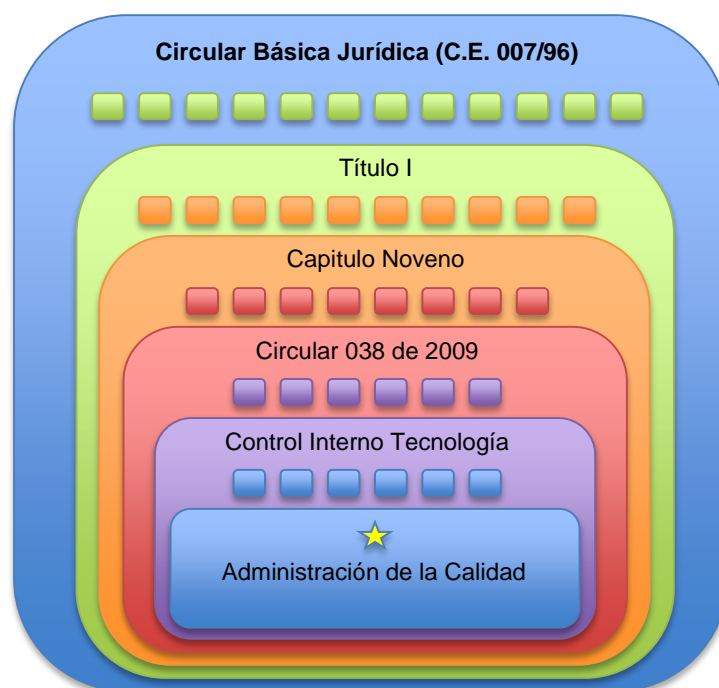 Circular Básica Jurídica (C.E. 007/96)
Título I
Capitulo Noveno
Circular 038 de 2009
Control Interno Tecnología
Administración de la Calidad